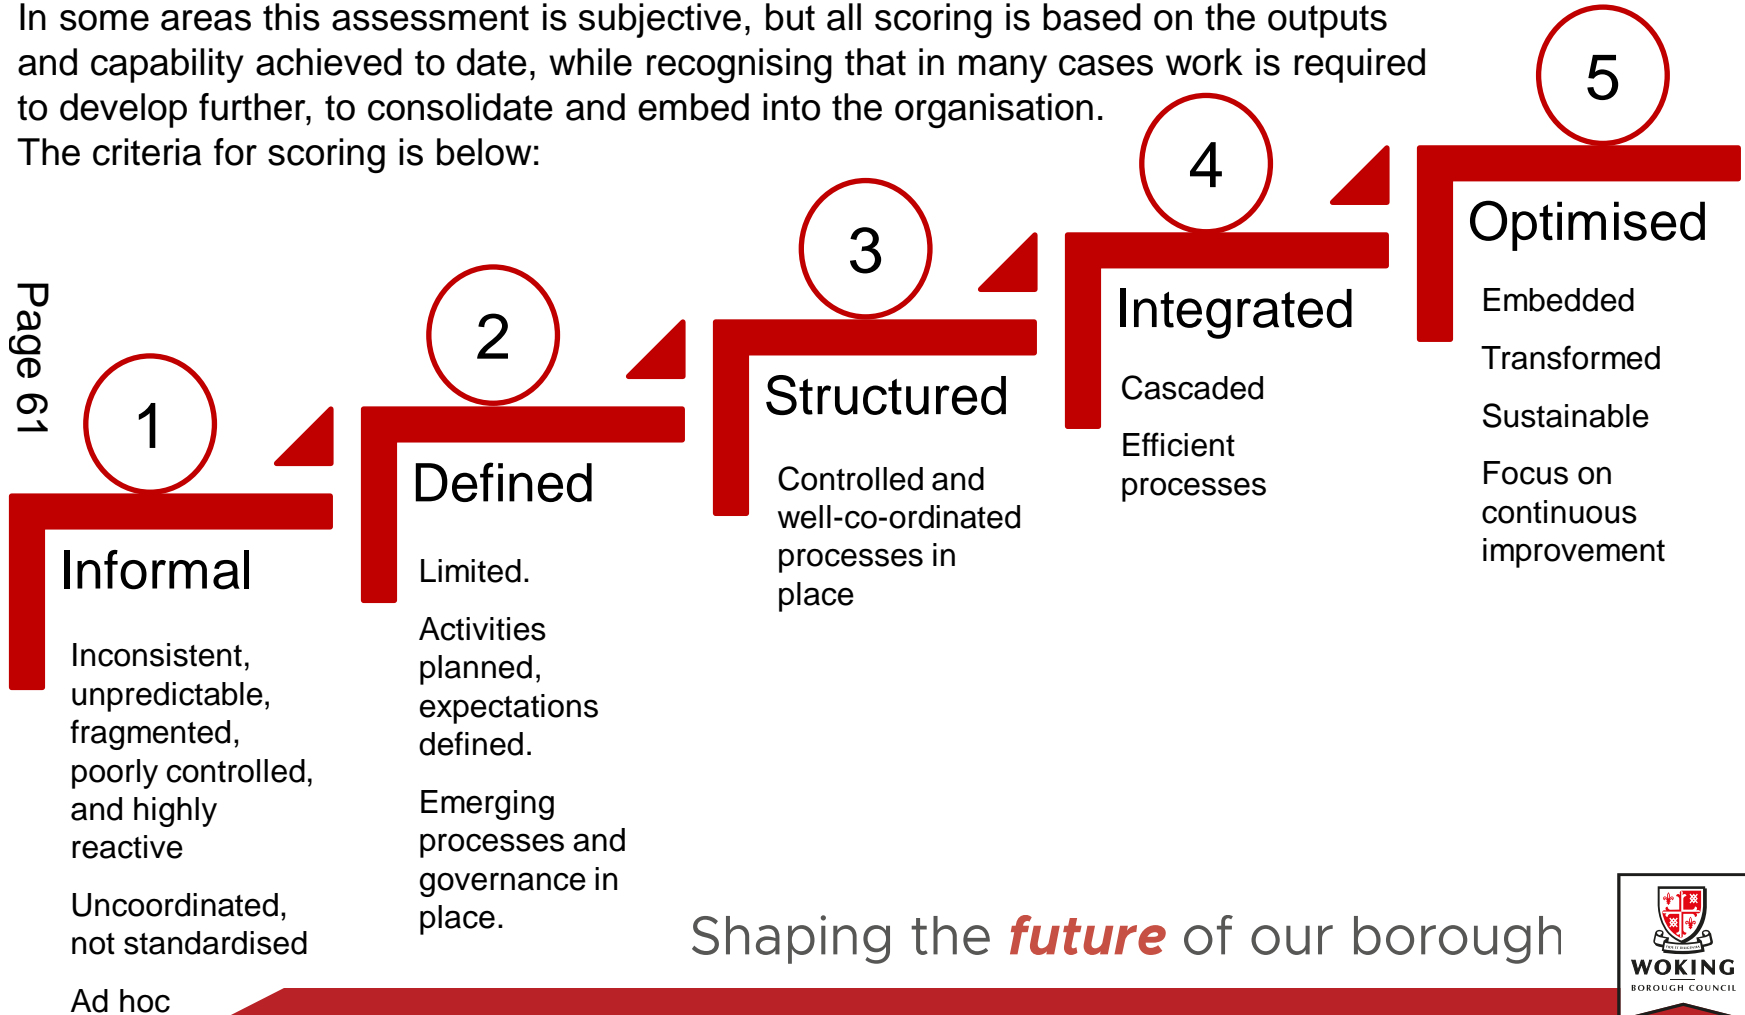 In some areas this assessment is subjective, but all scoring is based on the outputs
and capability achieved to date, while recognising that in many cases work is required
to develop further, to consolidate and embed into the organisation.
The criteria for scoring is below:
Page 61
1
Informal
Inconsistent,
unpredictable,
fragmented,
poorly controlled,
and highly
reactive
Uncoordinated,
not standardised
Ad hoc
2
Defined
Limited.
Activities
planned,
expectations
defined.
Emerging
processes and
governance in
place.
3
Structured
Controlled and
well-co-ordinated
processes in
place
4
Integrated
Cascaded
Efficient
processes
5
Optimised
Embedded
Transformed
Sustainable
Focus on
continuous
improvement
Shaping the future of our borough
WOKING
BOROUGH COUNCIL